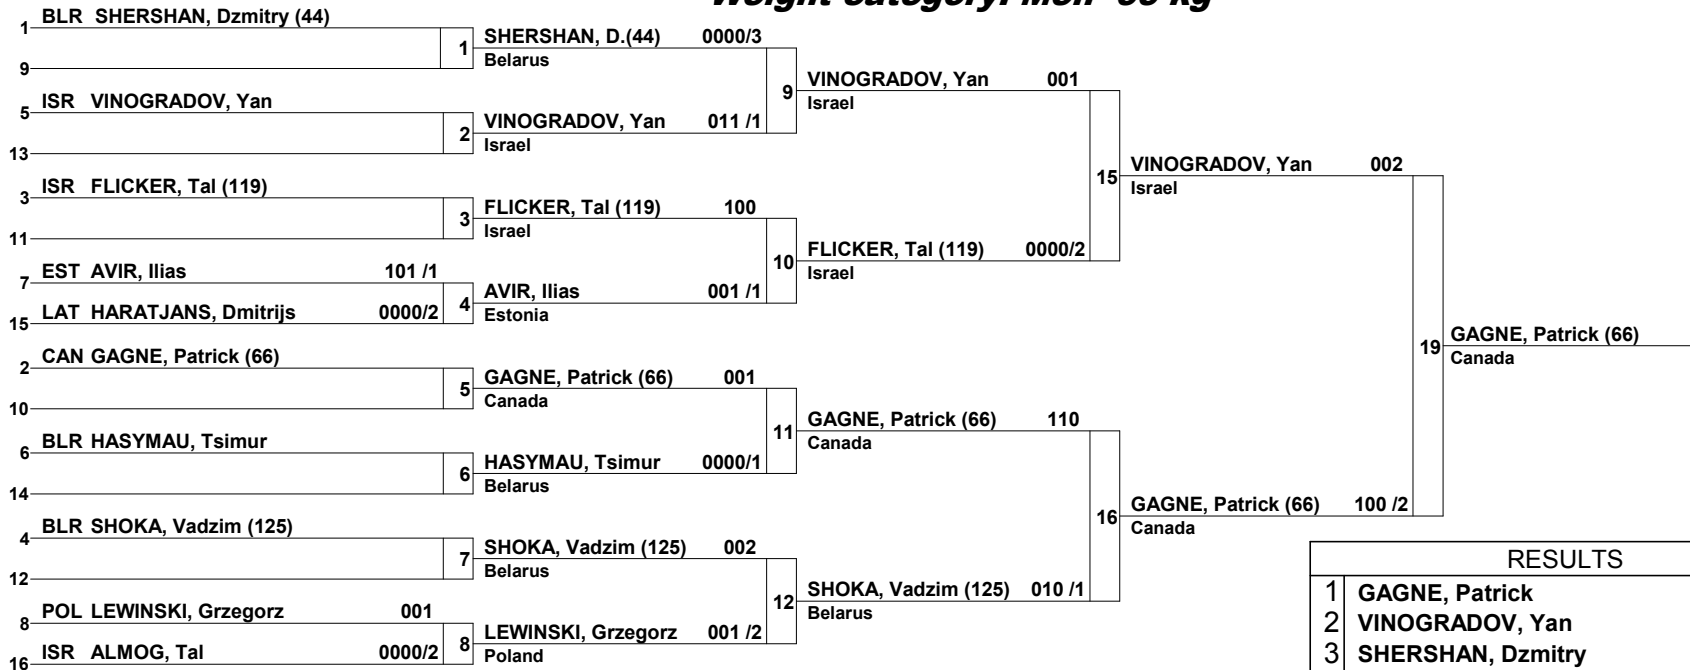 1 BLR SHERSHAN, Dzmitry (44)
9
1 SHERSHAN, D.(44) 0000/3
Belarus
5 ISR VINOGRADOV, Yan
13
2 VINOGRADOV, Yan 011 /1
Israel
3 ISR FLICKER, Tal (119)
11
3 FLICKER, Tal (119) 100
Israel
7 EST AVIR, Ilias 101 /1
15 LAT HARATJANS, Dmitrijs 0000/2
4 AVIR, Ilias 001 /1
Estonia
2 CAN GAGNE, Patrick (66)
10
5 GAGNE, Patrick (66) 001
Canada
6 BLR HASYMAU, Tsimur
14
6 HASYMAU, Tsimur 0000/1
Belarus
4 BLR SHOKA, Vadzim (125)
12
7 SHOKA, Vadzim (125) 002
Belarus
8 POL LEWINSKI, Grzegorz 001
16 ISR ALMOG, Tal 0000/2
8 LEWINSKI, Grzegorz 001 /2
Poland
9 VINOGRADOV, Yan 001
Israel
10 FLICKER, Tal (119) 0000/2
Israel
11 GAGNE, Patrick (66) 110
Canada
12 SHOKA, Vadzim (125) 010 /1
Belarus
15 VINOGRADOV, Yan 002
Israel
16 GAGNE, Patrick (66) 100 /2
Canada
19 GAGNE, Patrick (66)
Canada
RESULTS
1 GAGNE, Patrick
2 VINOGRADOV, Yan
3 SHERSHAN, Dzmitry